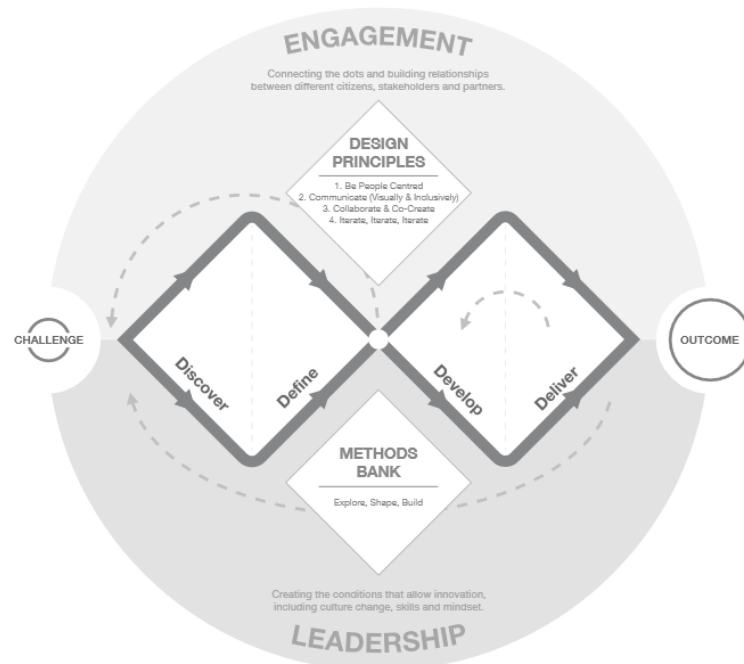 ENGAGEMENT
Connecting the dots and building relationships
between different citizens, stakeholders and partners.
DESIGN
PRINCIPLES
1. Be People Centred
2. Communicate (Visually & Inclusively)
3. Collaborate & Co-Create
4. Iterate, Iterate, Iterate
CHALLENGE
OUTCOME
Discover
Define
Develop
Deliver
METHODS
BANK
Explore, Shape, Build
Creating the conditions that allow innovation,
including culture change, skills and mindset.
LEADERSHIP